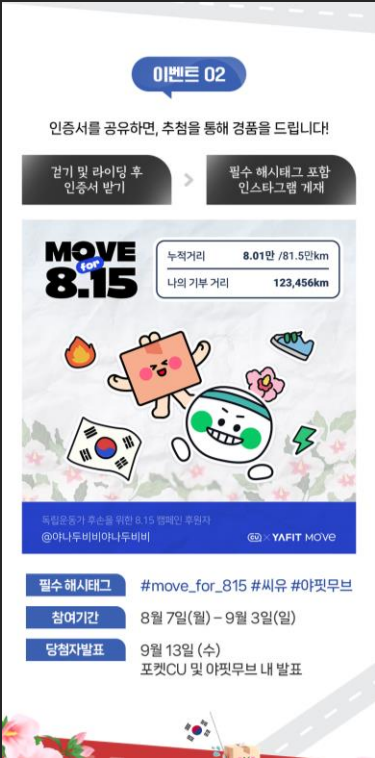 이벤트 02
인증서를 공유하면, 추첨을 통해 경품을 드립니다!
걷기 및 라이딩 후
인증서 받기
>
필수 해시태그 포함
인스타그램 게재
MOVE
for
8.15
누적거리 8.01만 /81.5만km
나의 기부 거리 123,456km
독립운동가 후손을 위한 8.15 캠페인 후원자
@야나두비비야나두비비
CU × YAFIT MOVE
필수 해시태그 #move_for_815 #씨유 #야핏무브
참여기간 8월 7일(월) – 9월 3일(일)
당첨자발표 9월 13일 (수)
포켓CU 및 야핏무브 내 발표